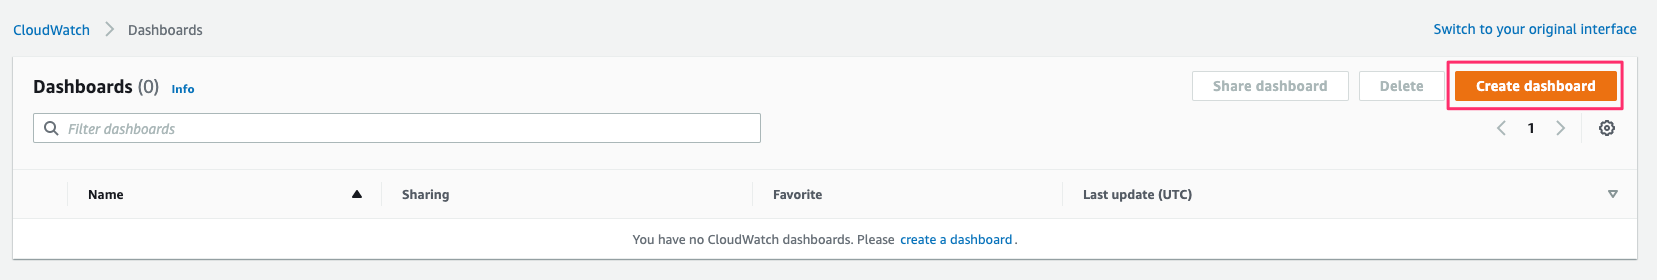 CloudWatch Dashboards
Switch to your original interface
Dashboards (0) Info
Share dashboard
Delete
Create dashboard
Filter dashboards
1
Name Sharing Favorite Last update (UTC)
You have no CloudWatch dashboards. Please create a dashboard.